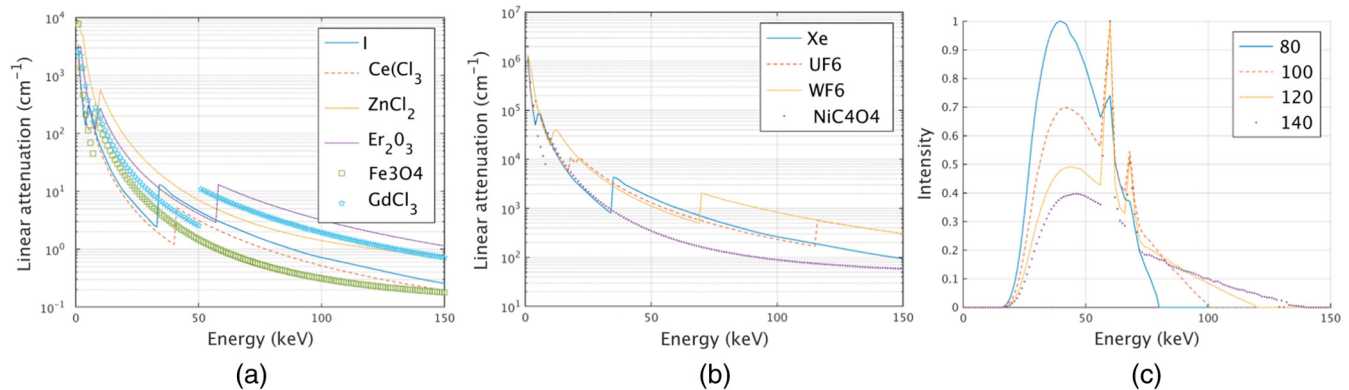 10^4
10^3
10^2
10^1
10^0
10^-1
Linear attenuation (cm^-1)
I
Ce(Cl_3
ZnCl_2
Er_2O_3
Fe3O4
GdCl_3
0 50 100 150
Energy (keV)
(a)
10^7
10^6
10^5
10^4
10^3
10^2
10^1
Linear attenuation (cm^-1)
Xe
UF6
WF6
NiC4O4
0 50 100 150
Energy (keV)
(b)
1
0.9
0.8
0.7
0.6
0.5
0.4
0.3
0.2
0.1
0
Intensity
80
100
120
140
0 50 100 150
Energy (keV)
(c)